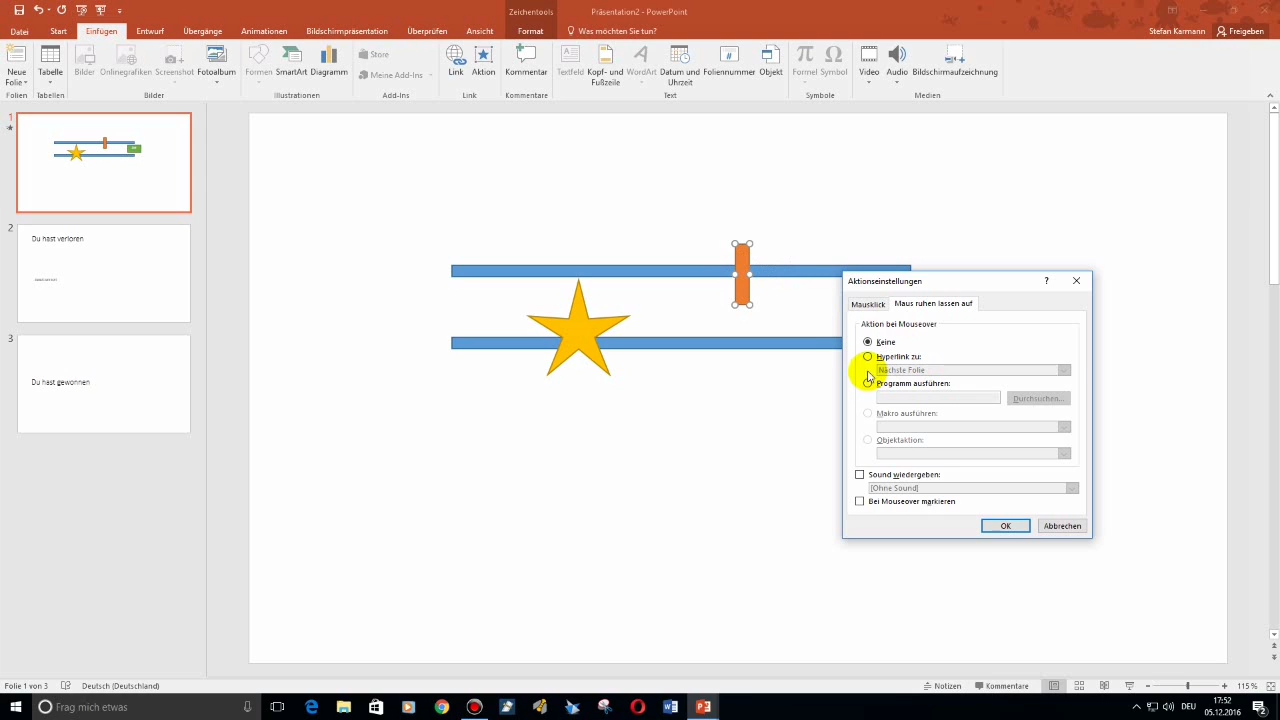 Zeichentools
Präsentation2 - PowerPoint
Datei
Start
Einfügen
Entwurf
Übergänge
Animationen
Bildschirmpräsentation
Überprüfen
Ansicht
Format
Was möchten Sie tun?
Stefan Karmann
Freigeben
Neue Folien
Tabelle
Bilder
Onlinegrafiken
Screenshot
Fotoalbum
Formen
SmartArt
Diagramm
Store
Meine Add-Ins
Link
Aktion
Kommentar
Textfeld
Kopf- und Fußzeile
WordArt
Datum und Uhrzeit
Foliennummer
Objekt
Formel
Symbol
Video
Audio
Bildschirmaufzeichnung
Folien
Tabellen
Bilder
Illustrationen
Add-Ins
Link
Kommentare
Text
Symbole
Medien
1
2
Du hast verloren
3
Du hast gewonnen
Aktionseinstellungen
?
Mausklick
Maus ruhen lassen auf
Aktion bei Mouseover
Keine
Hyperlink zu:
Nächste Folie
Programm ausführen:
Durchsuchen...
Makro ausführen:
Objektaktion:
Sound wiedergeben:
[Ohne Sound]
Bei Mouseover markieren
OK
Abbrechen
Folie 1 von 3
Deutsch (Deutschland)
Notizen
Kommentare
115 %
Frag mich etwas
DEU
17:52
05.12.2016